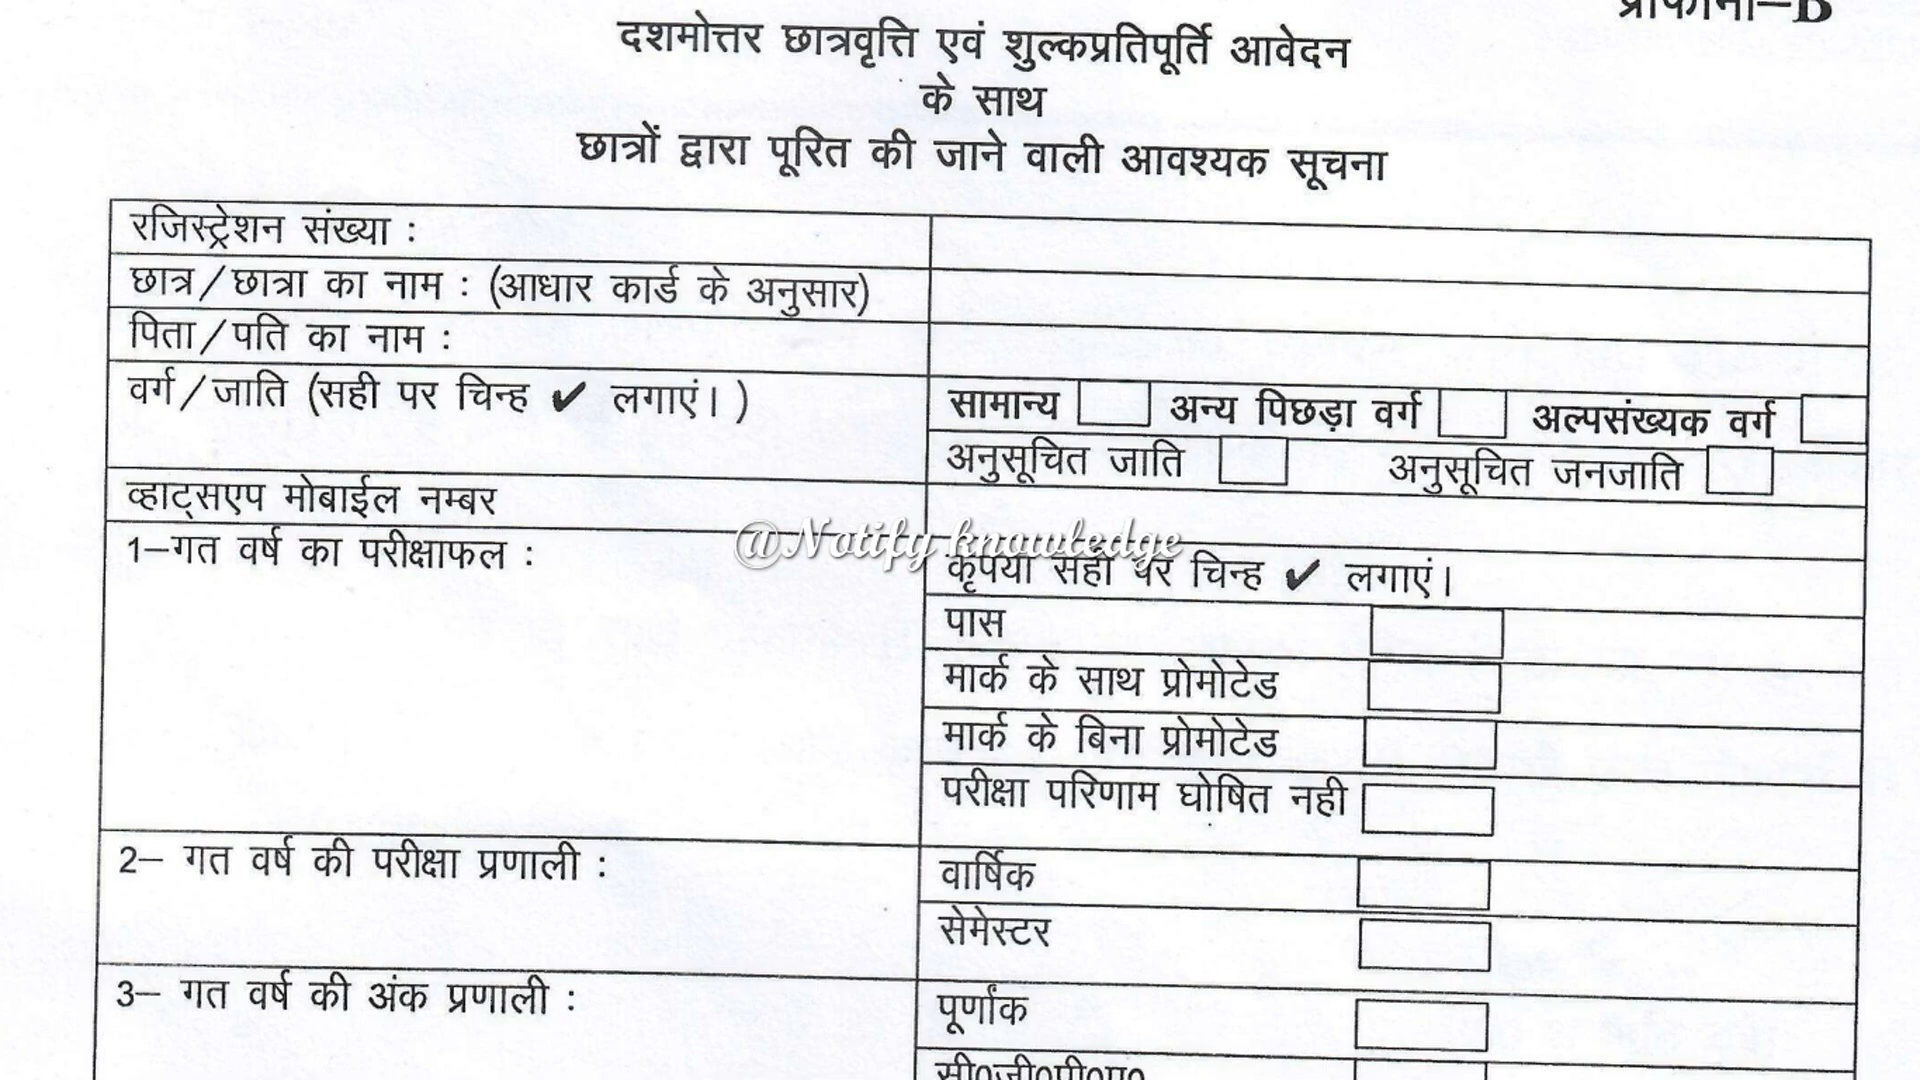 दशमोत्तर छात्रवृत्ति एवं शुल्कप्रतिपूर्ति आवेदन
के साथ
छात्रों द्वारा पूरित की जाने वाली आवश्यक सूचना
रजिस्ट्रेशन संख्या :
छात्र/छात्रा का नाम : (आधार कार्ड के अनुसार)
पिता/पति का नाम :
वर्ग/जाति (सही पर चिन्ह ✔ लगाएं। )
सामान्य अन्य पिछड़ा वर्ग अल्पसंख्यक वर्ग
अनुसूचित जाति अनुसूचित जनजाति
व्हाट्सएप मोबाईल नम्बर
@Notify knowledge
1–गत वर्ष का परीक्षाफल :
कृपया सही पर चिन्ह ✔ लगाएं।
पास
मार्क के साथ प्रोमोटेड
मार्क के बिना प्रोमोटेड
परीक्षा परिणाम घोषित नही
2– गत वर्ष की परीक्षा प्रणाली :
वार्षिक
सेमेस्टर
3– गत वर्ष की अंक प्रणाली :
पूर्णांक